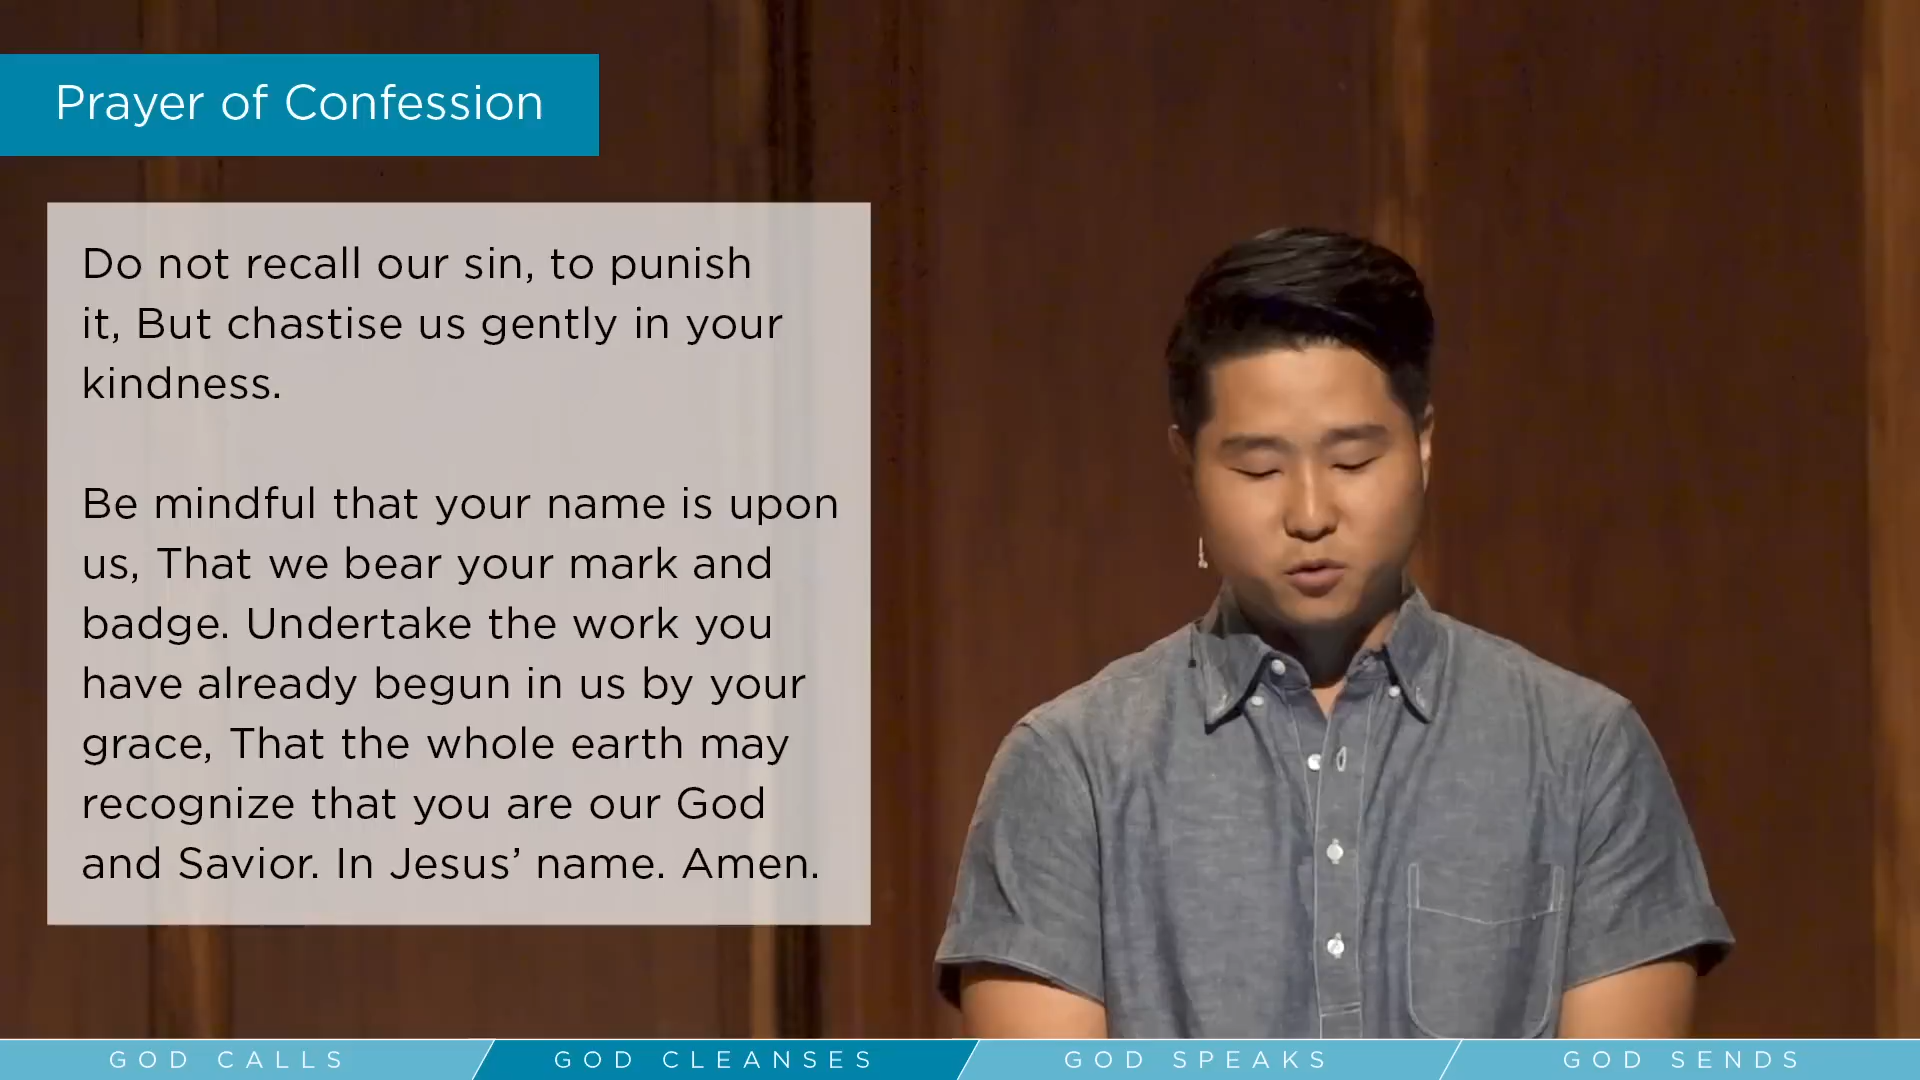 Prayer of Confession
Do not recall our sin, to punish
it, But chastise us gently in your
kindness.
Be mindful that your name is upon
us, That we bear your mark and
badge. Undertake the work you
have already begun in us by your
grace, That the whole earth may
recognize that you are our God
and Savior. In Jesus’ name. Amen.
GOD CALLS
GOD CLEANSES
GOD SPEAKS
GOD SENDS